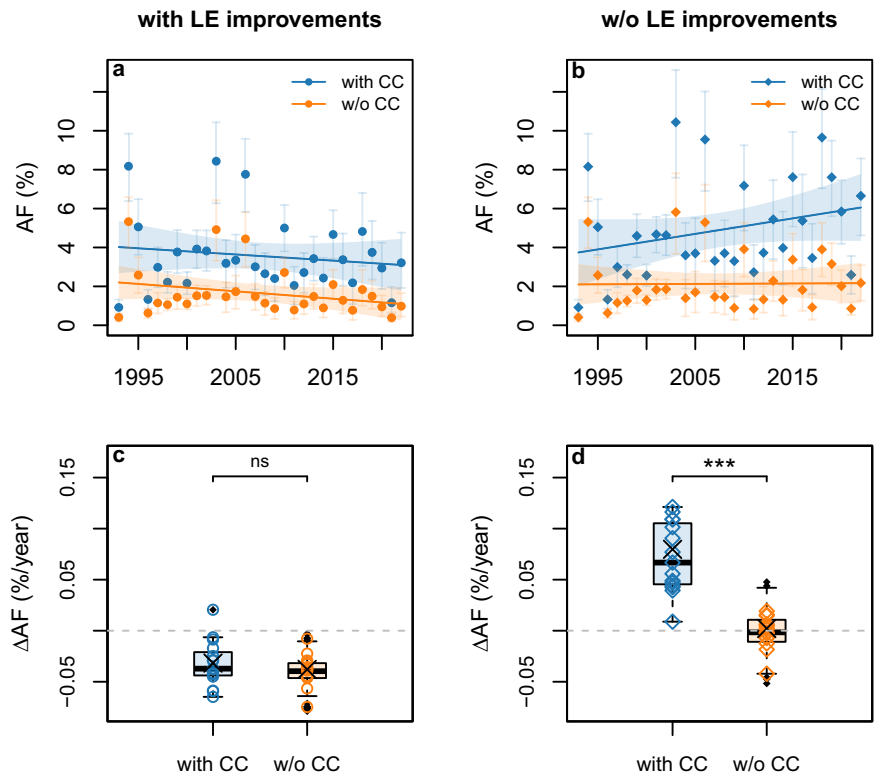 with LE improvements
w/o LE improvements
a
with CC
w/o CC
AF (%)
0 2 4 6 8 10
1995 2005 2015
b
with CC
w/o CC
AF (%)
0 2 4 6 8 10
1995 2005 2015
c
ns
ΔAF (%/year)
−0.05 0.05 0.15
with CC w/o CC
d
***
ΔAF (%/year)
−0.05 0.05 0.15
with CC w/o CC